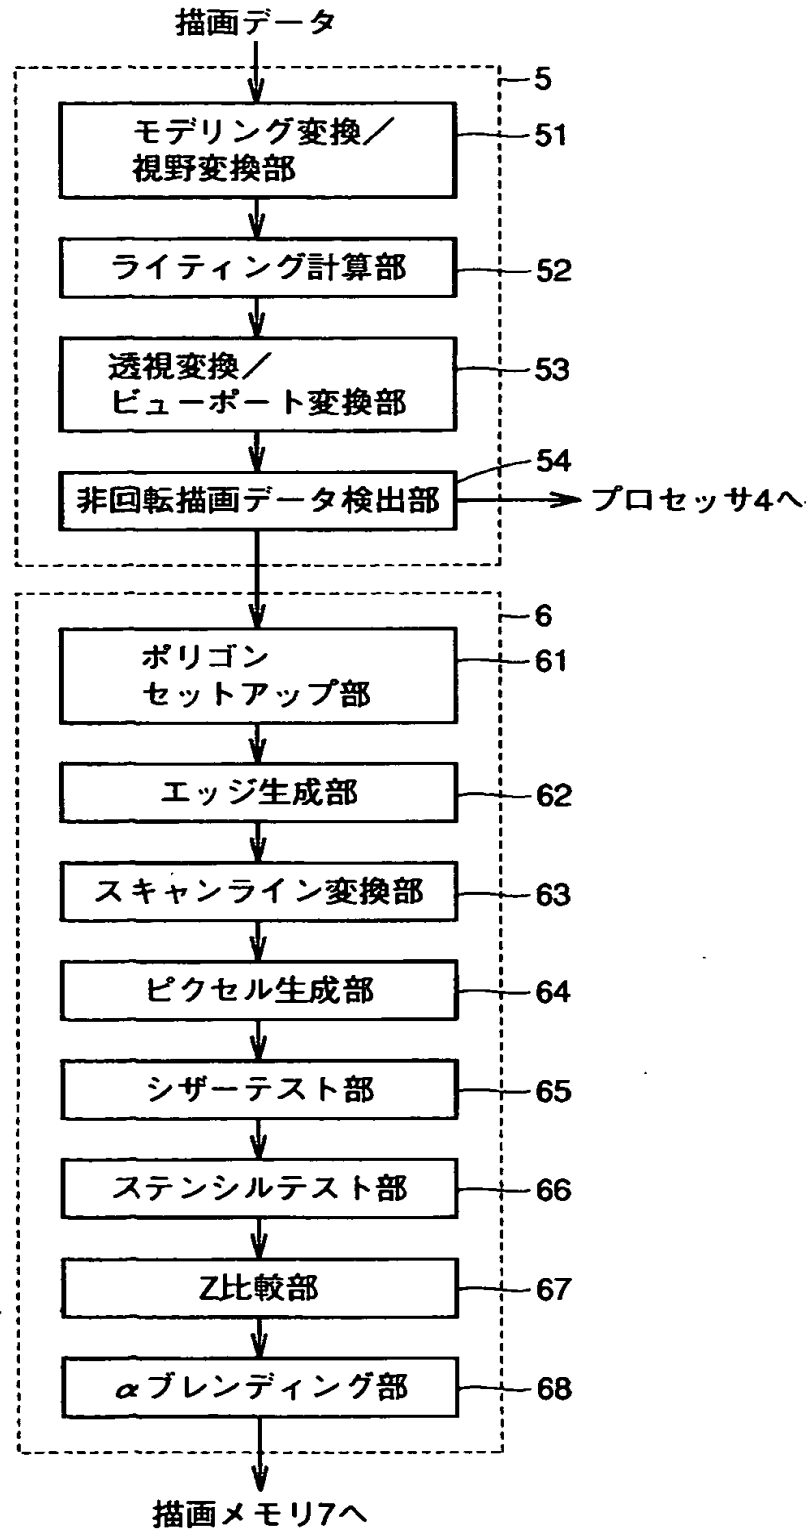 描画データ
5
モデリング変換／
視野変換部
51
ライティング計算部
52
透視変換／
ビューポート変換部
53
54
非回転描画データ検出部
プロセッサ4へ
6
ポリゴン
セットアップ部
61
エッジ生成部
62
スキャンライン変換部
63
ピクセル生成部
64
シザーテスト部
65
ステンシルテスト部
66
Z比較部
67
αブレンディング部
68
描画メモリ7へ